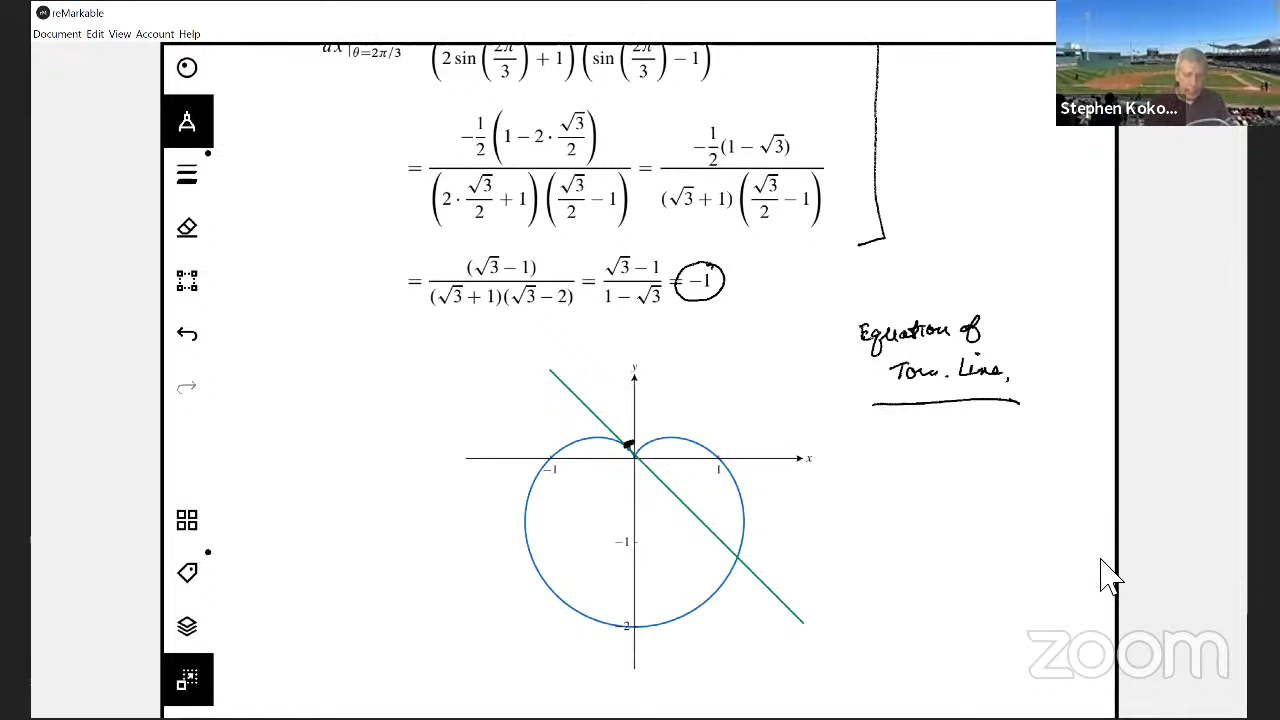 reMarkable
Document Edit View Account Help
dx |θ=2π/3 (2 sin (2π/3) + 1) (sin (2π/3) − 1)
= −1/2 (1 − 2 · √3/2) / (2 · √3/2 + 1) (√3/2 − 1) = −1/2 (1 − √3) / (√3 + 1) (√3/2 − 1)
= (√3 − 1) / (√3 + 1)(√3 − 2) = √3 − 1 / 1 − √3 = −1
Equation of
Line,
y
x
−1
1
−1
−2
Stephen Koko...
zoom